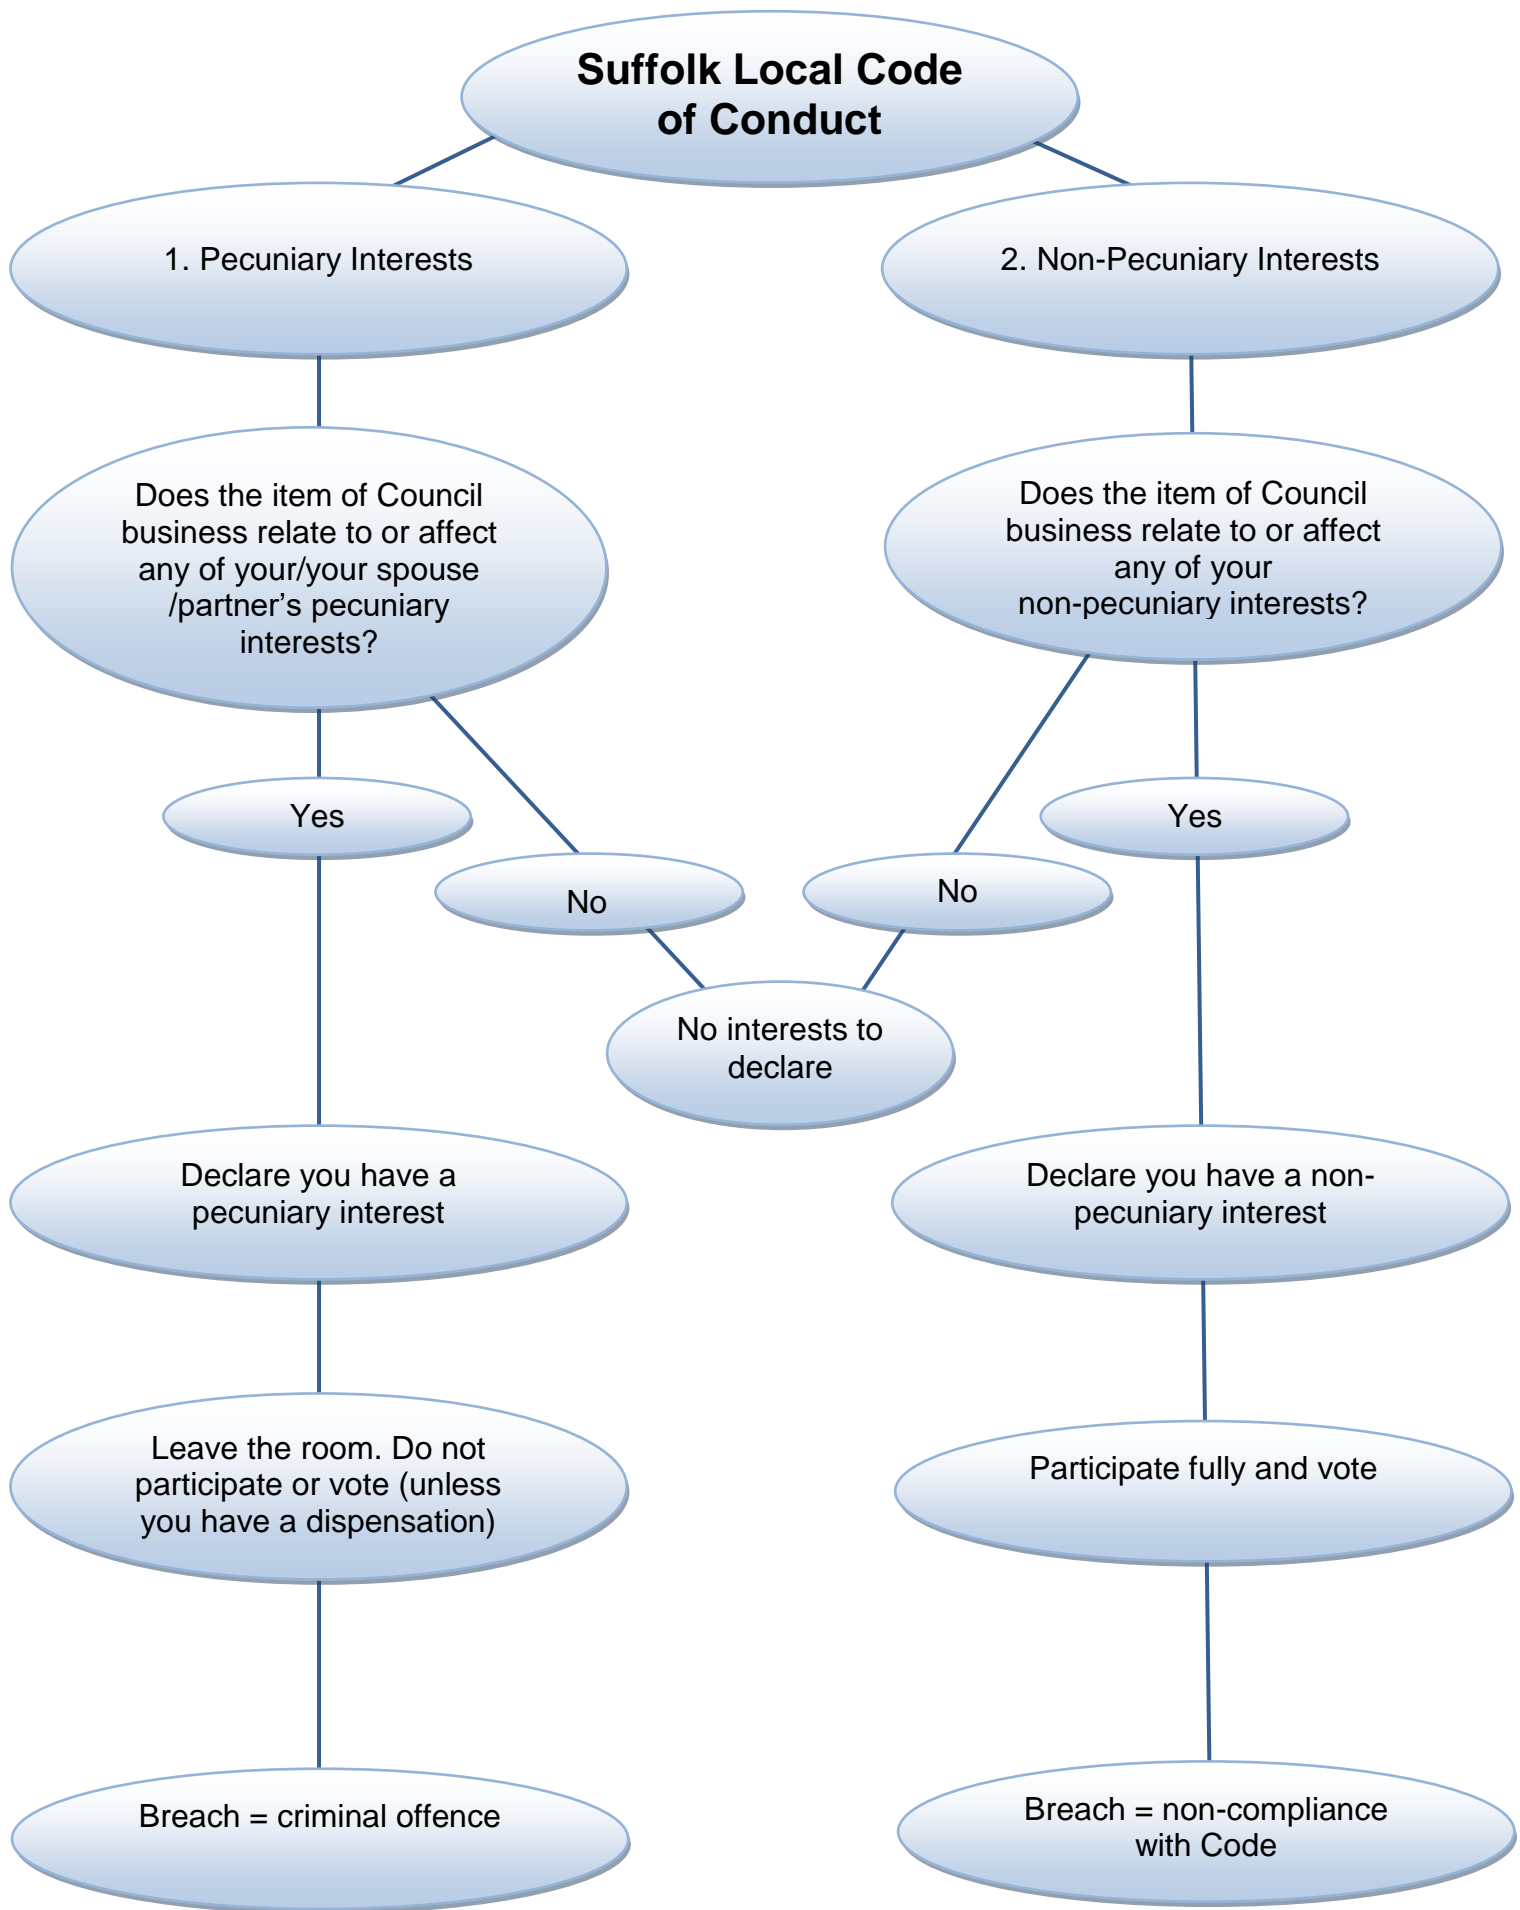 Suffolk Local Code
of Conduct
1. Pecuniary Interests
2. Non-Pecuniary Interests
Does the item of Council
business relate to or affect
any of your/your spouse
/partner’s pecuniary
interests?
Does the item of Council
business relate to or affect
any of your
non-pecuniary interests?
Yes
Yes
No
No
No interests to
declare
Declare you have a
pecuniary interest
Declare you have a non-
pecuniary interest
Leave the room. Do not
participate or vote (unless
you have a dispensation)
Participate fully and vote
Breach = criminal offence
Breach = non-compliance
with Code